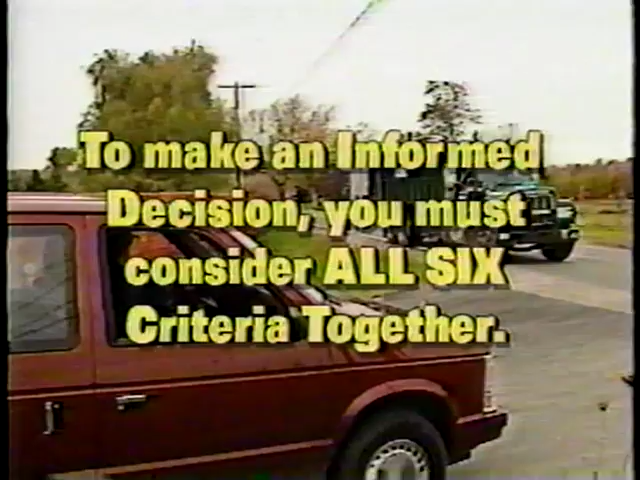 To make an Informed
Decision, you must
consider ALL SIX
Criteria Together.